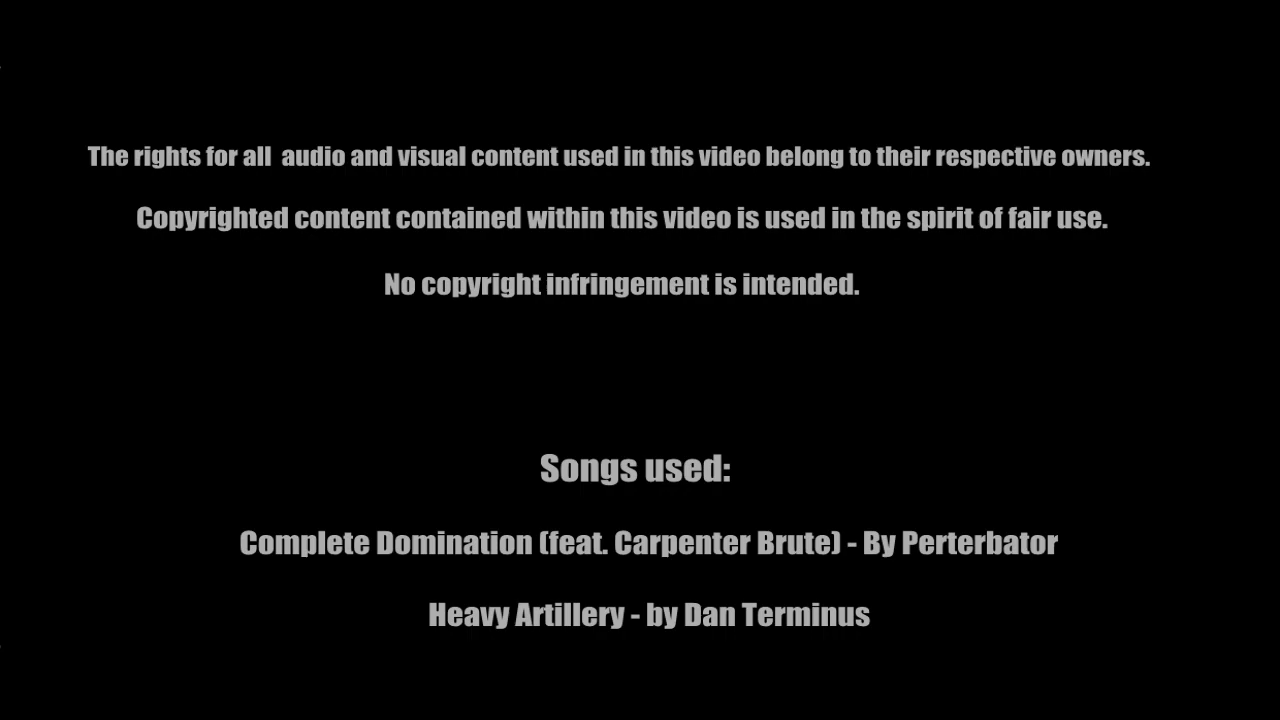 The rights for all  audio and visual content used in this video belong to their respective owners.
Copyrighted content contained within this video is used in the spirit of fair use.
No copyright infringement is intended.
Songs used:
Complete Domination (feat. Carpenter Brute) - By Perterbator
Heavy Artillery - by Dan Terminus